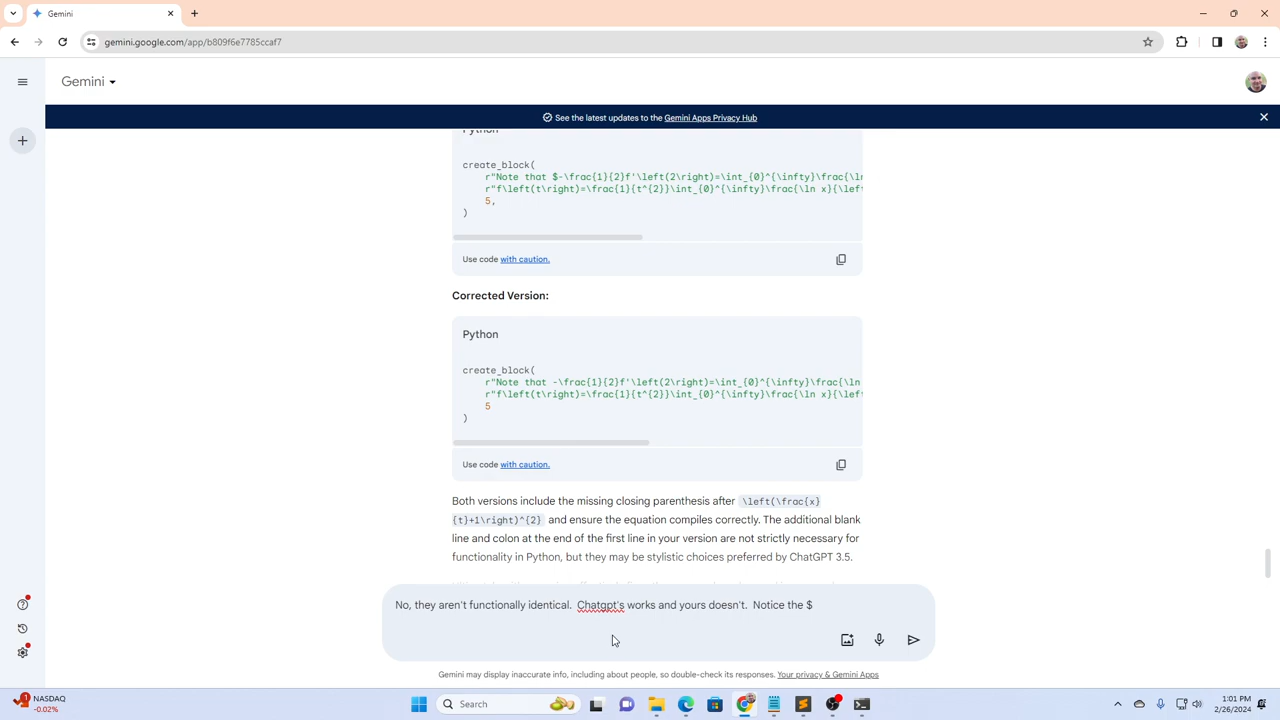 Gemini
gemini.google.com/app/b809f6e7785ccaf7
Gemini
See the latest updates to the Gemini Apps Privacy Hub
Python
create_block(
r"Note that $-\frac{1}{2}f'\left(2\right)=\int_{0}^{\infty}\frac{\l
r"f\left(t\right)=\frac{1}{t^{2}}\int_{0}^{\infty}\frac{\ln x}{\lef
5,
)
Use code with caution.
Corrected Version:
Python
create_block(
r"Note that -\frac{1}{2}f'\left(2\right)=\int_{0}^{\infty}\frac{\ln
r"f\left(t\right)=\frac{1}{t^{2}}\int_{0}^{\infty}\frac{\ln x}{\lef
5
)
Use code with caution.
Both versions include the missing closing parenthesis after \left(\frac{x}
{t}+1\right)^{2} and ensure the equation compiles correctly. The additional blank
line and colon at the end of the first line in your version are not strictly necessary for
functionality in Python, but they may be stylistic choices preferred by ChatGPT 3.5.
No, they aren't functionally identical. Chatgpt's works and yours doesn't. Notice the $
Gemini may display inaccurate info, including about people, so double-check its responses. Your privacy & Gemini Apps
1
NASDAQ
-0.02%
Search
1:01 PM
2/26/2024